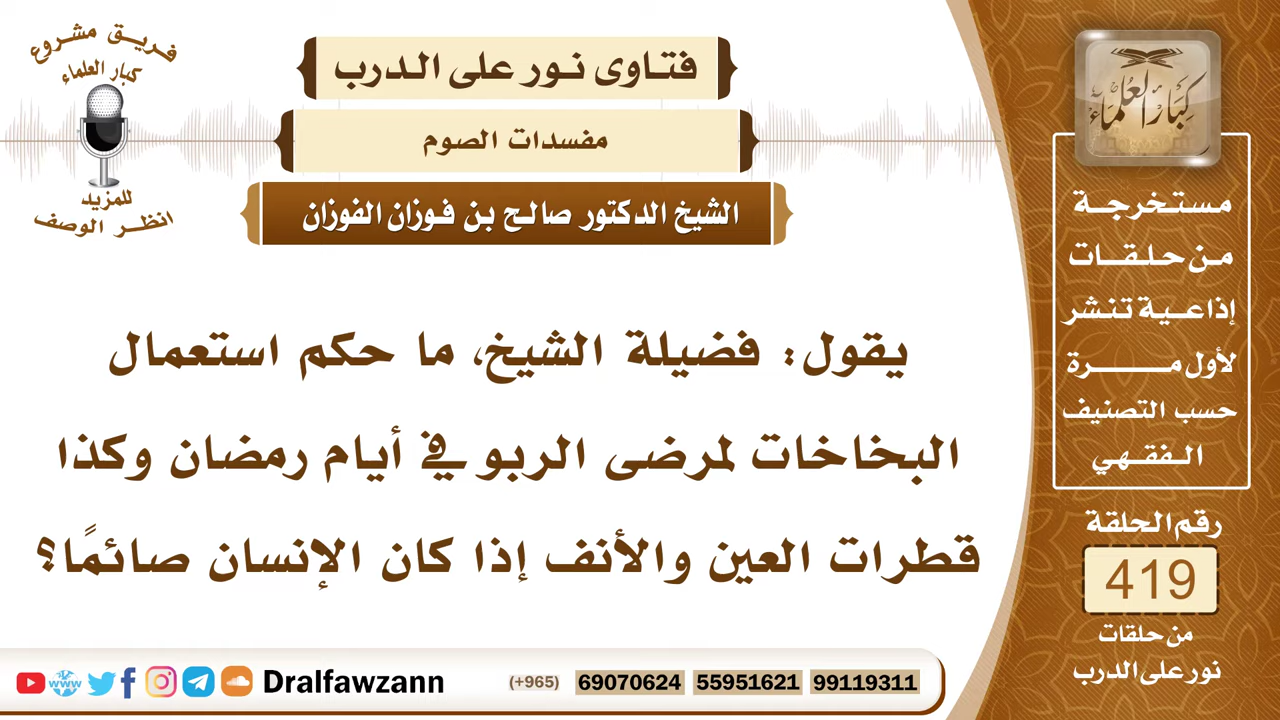 فريق مشروع
كبار العلماء
للمزيد
انظر الوصف
فتاوى نور على الدرب
مفسدات الصوم
الشيخ الدكتور صالح بن فوزان الفوزان
يقول: فضيلة الشيخ، ما حكم استعمال
البخاخات لمرضى الربو في أيام رمضان وكذا
قطرات العين والأنف إذا كان الإنسان صائمًا؟
كبار العلماء
مستخرجة
من حلقات
إذاعية تنشر
لأول مرة
حسب التصنيف
الفقهي
رقم الحلقة
419
من حلقات
نور على الدرب
www Dralfawzann (+965) 69070624 55951621 99119311